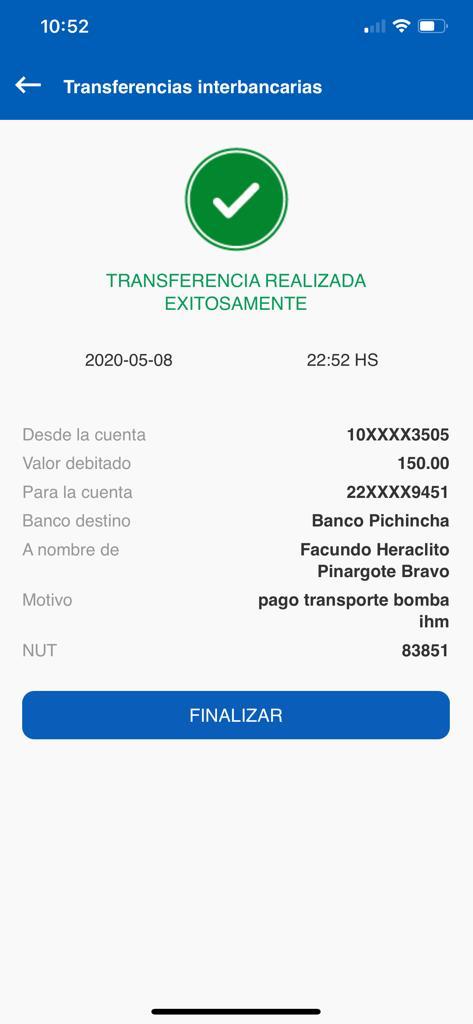 10:52
Transferencias interbancarias
TRANSFERENCIA REALIZADA
EXITOSAMENTE
2020-05-08 22:52 HS
Desde la cuenta 10XXXX3505
Valor debitado 150.00
Para la cuenta 22XXXX9451
Banco destino Banco Pichincha
A nombre de Facundo Heraclito
Pinargote Bravo
Motivo pago transporte bomba
ihm
NUT 83851
FINALIZAR